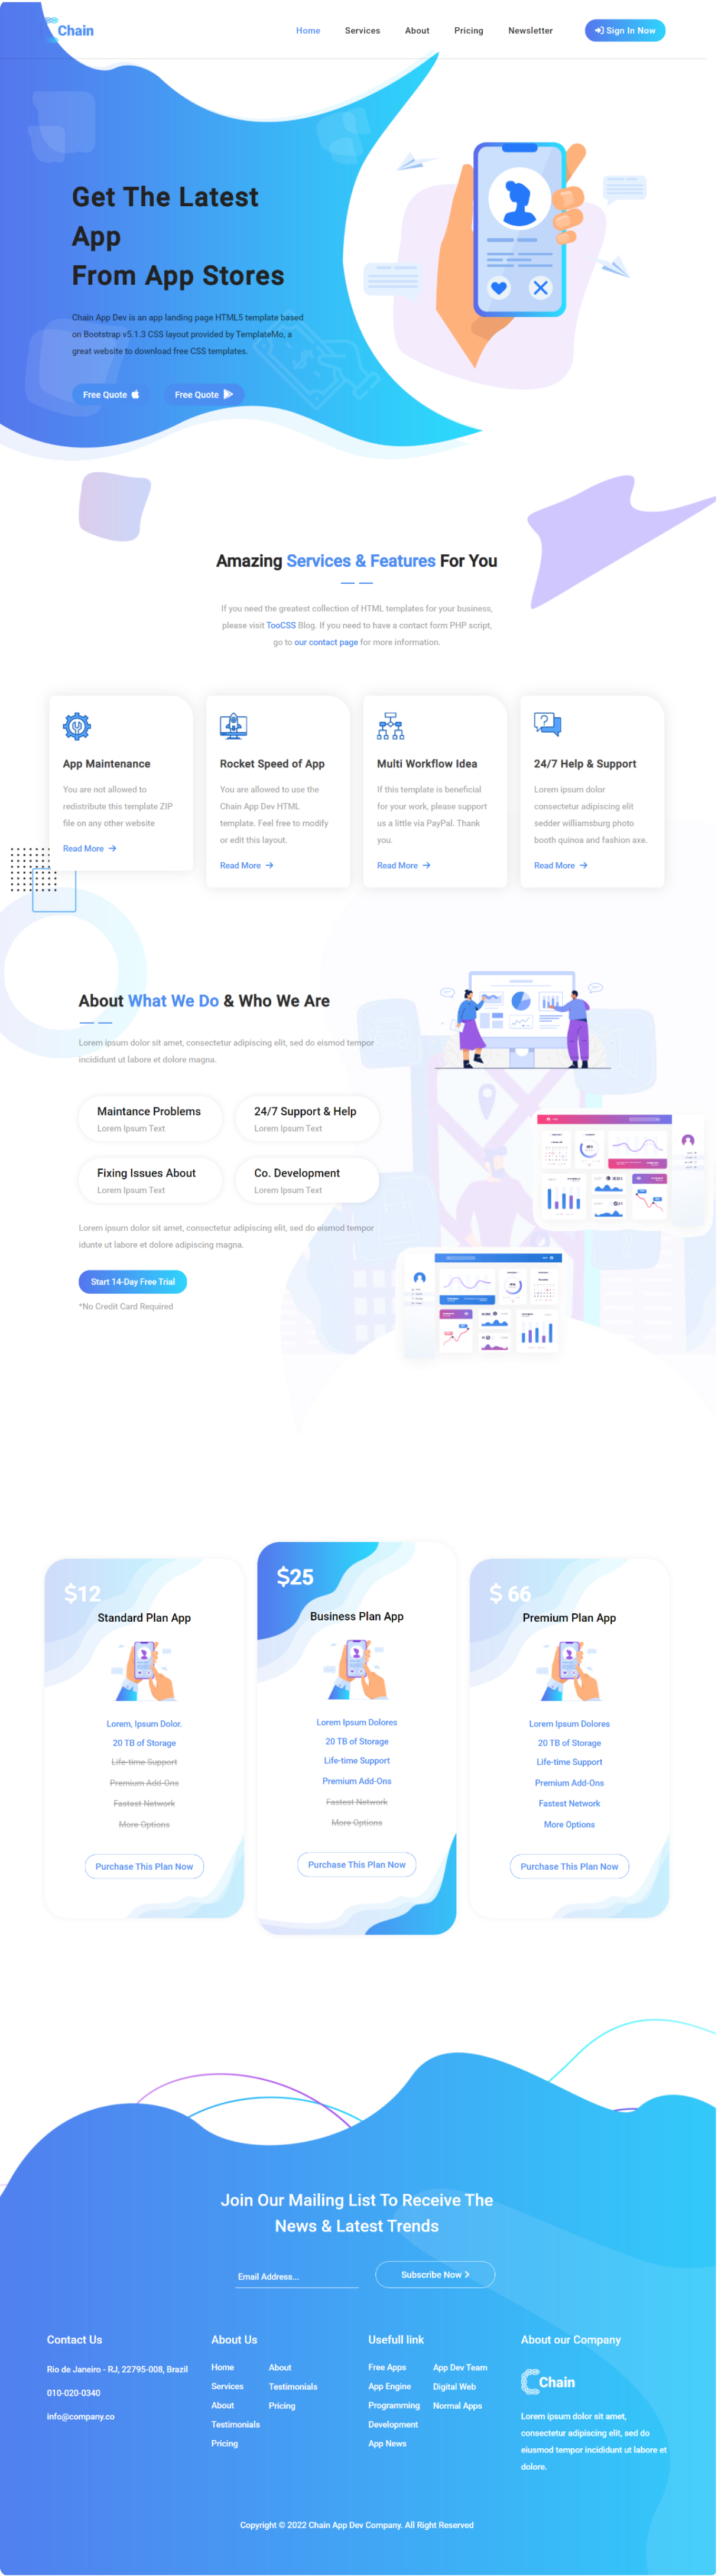 Chain
Home
Services
About
Pricing
Newsletter
Sign In Now
Get The Latest
App
From App Stores
Chain App Dev is an app landing page HTML5 template based
on Bootstrap v5.1.3 CSS layout provided by TemplateMo, a
great website to download free CSS templates.
Free Quote
Free Quote
Amazing Services & Features For You
If you need the greatest collection of HTML templates for your business,
please visit TooCSS Blog. If you need to have a contact form PHP script,
go to our contact page for more information.
App Maintenance
You are not allowed to
redistribute this template ZIP
file on any other website
Read More
Rocket Speed of App
You are allowed to use the
Chain App Dev HTML
template. Feel free to modify
or edit this layout.
Read More
Multi Workflow Idea
If this template is beneficial
for your work, please support
us a little via PayPal. Thank
you.
Read More
24/7 Help & Support
Lorem ipsum dolor
consectetur adipiscing elit
sedder williamsburg photo
booth quinoa and fashion axe.
Read More
About What We Do & Who We Are
Lorem ipsum dolor sit amet, consectetur adipiscing elit, sed do eismod tempor
incididunt ut labore et dolore magna.
Maintance Problems
Lorem Ipsum Text
24/7 Support & Help
Lorem Ipsum Text
Fixing Issues About
Lorem Ipsum Text
Co. Development
Lorem Ipsum Text
Lorem ipsum dolor sit amet, consectetur adipiscing elit, sed do eismod tempor
idunte ut labore et dolore adipiscing magna.
Start 14-Day Free Trial
*No Credit Card Required
$12
Standard Plan App
Lorem, Ipsum Dolor.
20 TB of Storage
Life-time Support
Premium Add-Ons
Fastest Network
More Options
Purchase This Plan Now
$25
Business Plan App
Lorem Ipsum Dolores
20 TB of Storage
Life-time Support
Premium Add-Ons
Fastest Network
More Options
Purchase This Plan Now
$ 66
Premium Plan App
Lorem Ipsum Dolores
20 TB of Storage
Life-time Support
Premium Add-Ons
Fastest Network
More Options
Purchase This Plan Now
Join Our Mailing List To Receive The
News & Latest Trends
Email Address...
Subscribe Now
Contact Us
Rio de Janeiro - RJ, 22795-008, Brazil
010-020-0340
info@company.co
About Us
Home
Services
About
Testimonials
Pricing
About
Testimonials
Pricing
Usefull link
Free Apps
App Engine
Programming
Development
App News
App Dev Team
Digital Web
Normal Apps
About our Company
Chain
Lorem ipsum dolor sit amet,
consectetur adipiscing elit, sed do
eiusmod tempor incididunt ut labore et
dolore.
Copyright © 2022 Chain App Dev Company. All Right Reserved